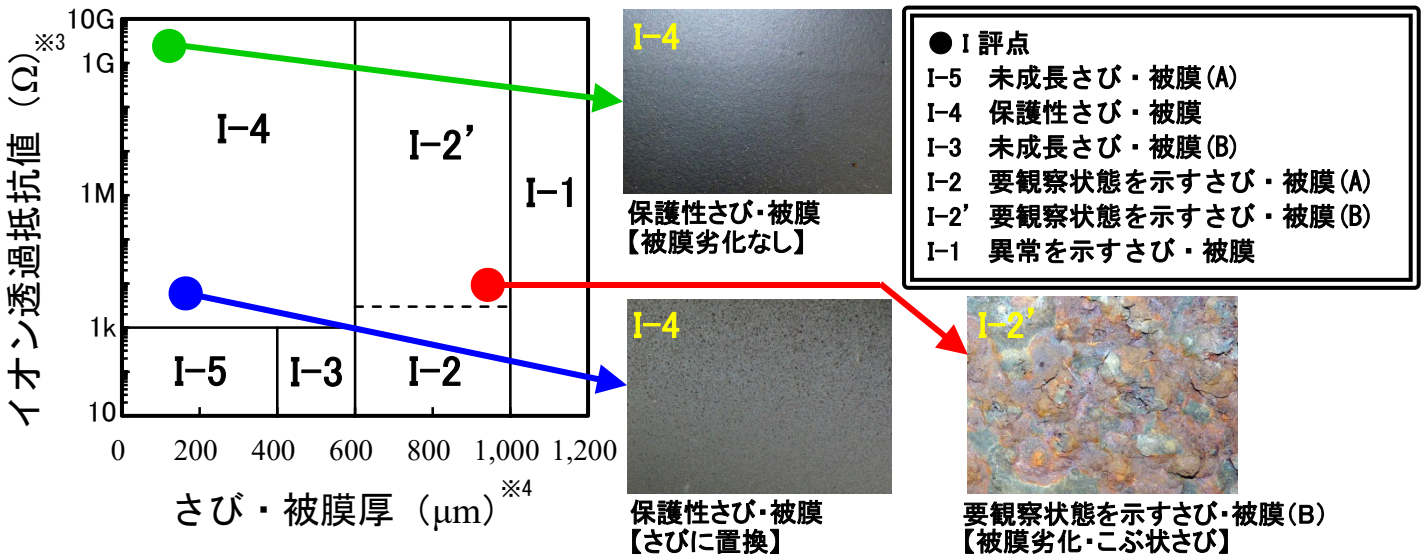 イオン透過抵抗値(Ω)※3
10G
1G
1M
1k
10
I-4
I-2’
I-1
I-5
I-3
I-2
0
200
400
600
800
1,000
1,200
さび・被膜厚(μm)※4
I-4
保護性さび・被膜
【被膜劣化なし】
I-4
保護性さび・被膜
【さびに置換】
I-2’
要観察状態を示すさび・被膜(B)
【被膜劣化・こぶ状さび】
●I 評点
I-5 未成長さび・被膜(A)
I-4 保護性さび・被膜
I-3 未成長さび・被膜(B)
I-2 要観察状態を示すさび・被膜(A)
I-2’ 要観察状態を示すさび・被膜(B)
I-1 異常を示すさび・被膜